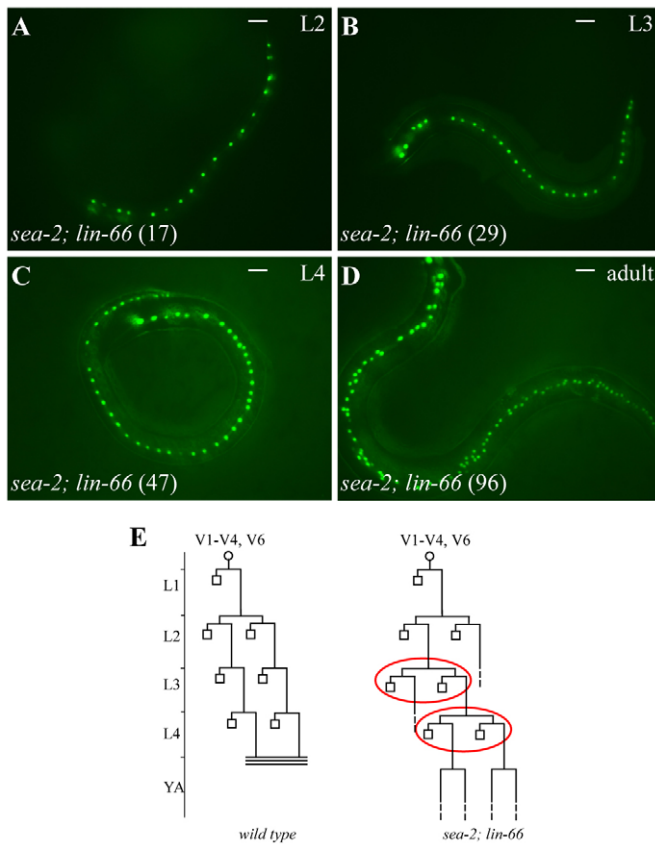 A
L2
sea-2; lin-66 (17)
B
L3
sea-2; lin-66 (29)
C
L4
sea-2; lin-66 (47)
D
adult
sea-2; lin-66 (96)
E
V1-V4, V6
V1-V4, V6
L1
L2
L3
L4
YA
wild type
sea-2; lin-66